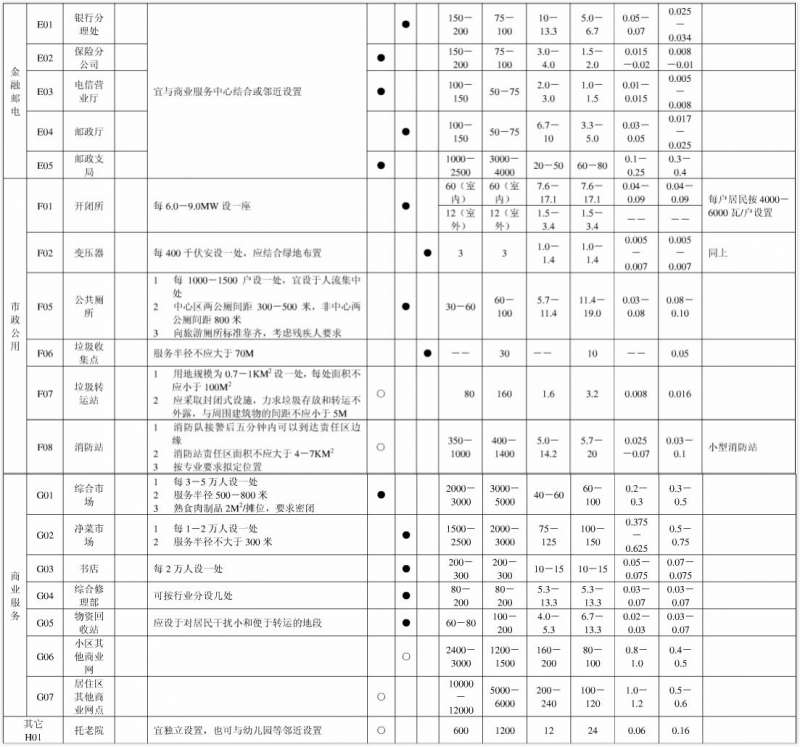 金融邮电
E01 银行分理处 宜与商业服务中心结合或邻近设置 ● 150－200 75－100 10－13.3 5.0－6.7 0.05－0.07 0.025－0.034
E02 保险分公司 ● 150－200 75－100 3.0－4.0 1.5－2.0 0.015－0.02 0.008－0.01
E03 电信营业厅 ● 100－150 50－75 2.0－3.0 1.0－1.5 0.01－0.015 0.005－0.008
E04 邮政厅 ● 100－150 50－75 6.7－10 3.3－5.0 0.03－0.05 0.017－0.025
E05 邮政支局 ● 1000－2500 3000－4000 20－50 60－80 0.1－0.25 0.3－0.4
市政公用
F01 开闭所 每 6.0－9.0MW 设一座 ● 60（室内） 60（室内） 7.6－17.1 7.6－17.1 0.04－0.09 0.04－0.09 每户居民按 4000－6000 瓦/户设置
12（室外） 12（室外） 1.5－3.4 1.5－3.4 －－ －－
F02 变压器 每 400 千伏安设一处，应结合绿地布置 ● 3 3 1.0－1.4 1.0－1.4 0.005－0.007 0.005－0.007 同上
F05 公共厕所 ● 30－60 60－100 5.7－11.4 11.4－19.0 0.03－0.08 0.08－0.10
1 每 1000－1500 户设一处，宜设于人流集中处
2 中心区两公厕间距 300－500 米，非中心两公厕间距 800 米
3 向旅游厕所标准靠齐，考虑残疾人要求
F06 垃圾收集点 服务半径不应大于 70M ● －－ 30 －－ 10 －－ 0.05
F07 垃圾转运站 ○ 80 160 1.6 3.2 0.008 0.016
1 用地规模为 0.7－1KM² 设一处，每处面积不应小于 100M²
2 应采取封闭式设施，力求垃圾存放和转运不外露，与周围建筑物的间距不应小于 5M
F08 消防站 ○ 350－1000 400－1400 5.0－14.2 5.7－20 0.025－0.07 0.03－0.1 小型消防站
1 消防队接警后五分钟内可以到达责任区边缘
2 消防站责任区面积不应大于 4－7KM²
3 按专业要求拟定位置
商业服务
G01 综合市场 ● 2000－3000 3000－5000 40－60 60－100 0.2－0.3 0.3－0.5
1 每 3－5 万人设一处
2 服务半径 500－800 米
3 熟食肉制品 2M²/摊位，要求密闭
G02 净菜市场 ● 1500－2500 2000－3000 75－125 100－150 0.375－0.625 0.5－0.75
1 每 1－2 万人设一处
2 服务半径不大于 300 米
G03 书店 每 2 万人设一处 ● 200－300 200－300 10－15 10－15 0.05－0.075 0.07－0.075
G04 综合修理部 可按行业分设几处 ● 80－200 80－200 5.3－13.3 5.3－13.3 0.03－0.07 0.03－0.07
G05 物资回收站 应设于对居民干扰小和便于转运的地段 ● 60－80 100－200 4.0－5.3 6.7－13.3 0.02－0.03 0.03－0.07
G06 小区其他商业网 ○ 2400－3000 1200－1500 160－200 80－100 0.8－1.0 0.4－0.5
G07 居住区其他商业网点 ○ 10000－12000 5000－6000 200－240 100－120 1.0－1.2 0.5－0.6
其它 H01 托老院 宜独立设置，也可与幼儿园等邻近设置 ○ 600 1200 12 24 0.06 0.16